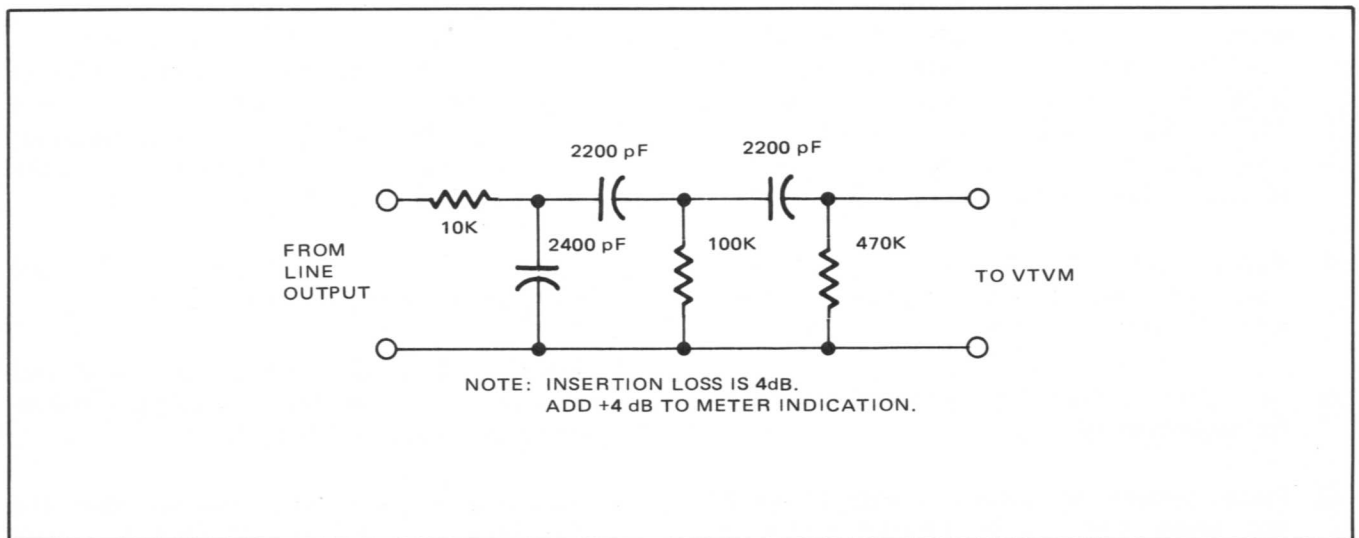 2200 pF 2200 pF
10K
2400 pF 100K 470K
FROM
LINE
OUTPUT
TO VTVM
NOTE: INSERTION LOSS IS 4dB.
ADD +4 dB TO METER INDICATION.